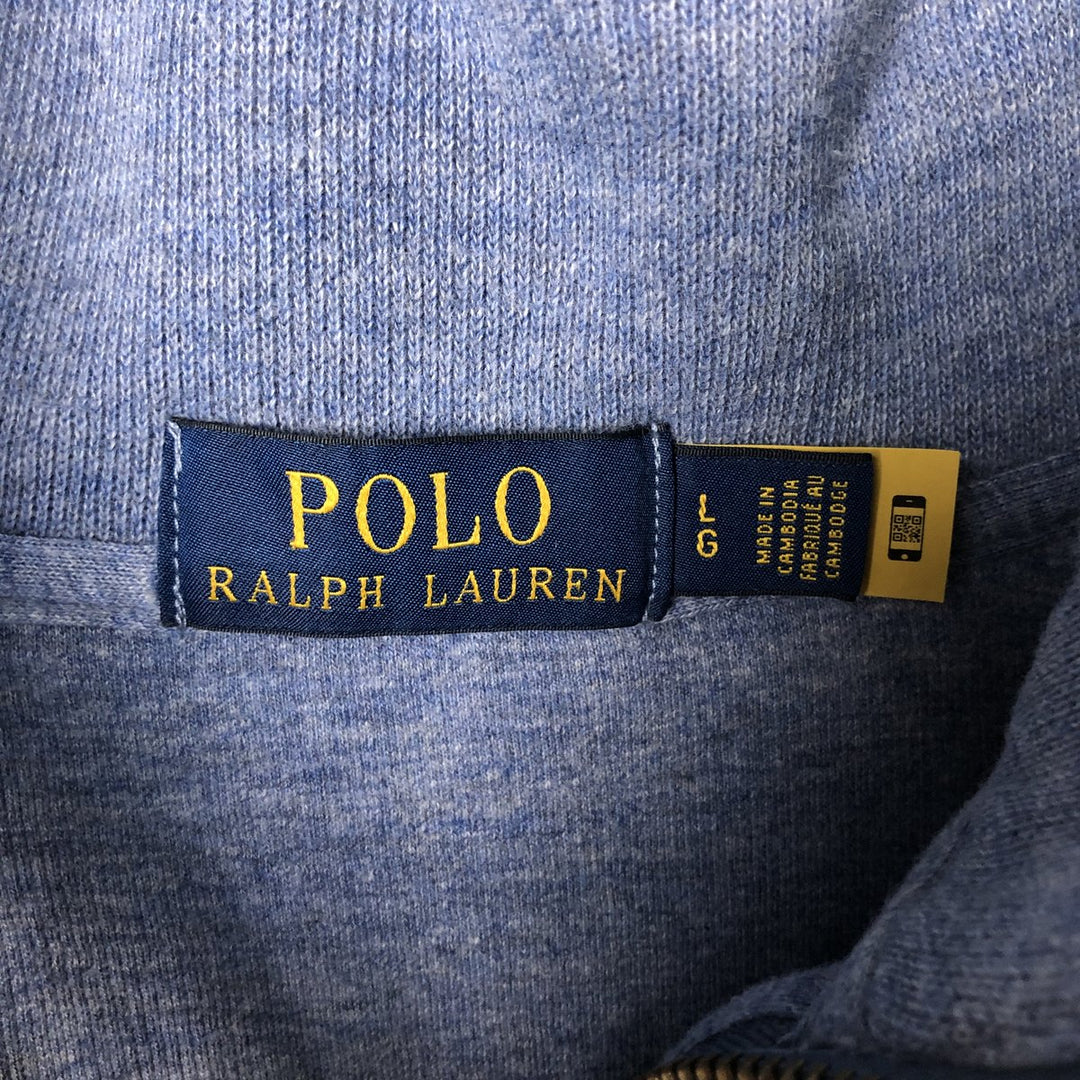 POLO
RALPH LAUREN
L
G
MADE IN
CAMBODIA
FABRIQUÉ AU
CAMBODGE